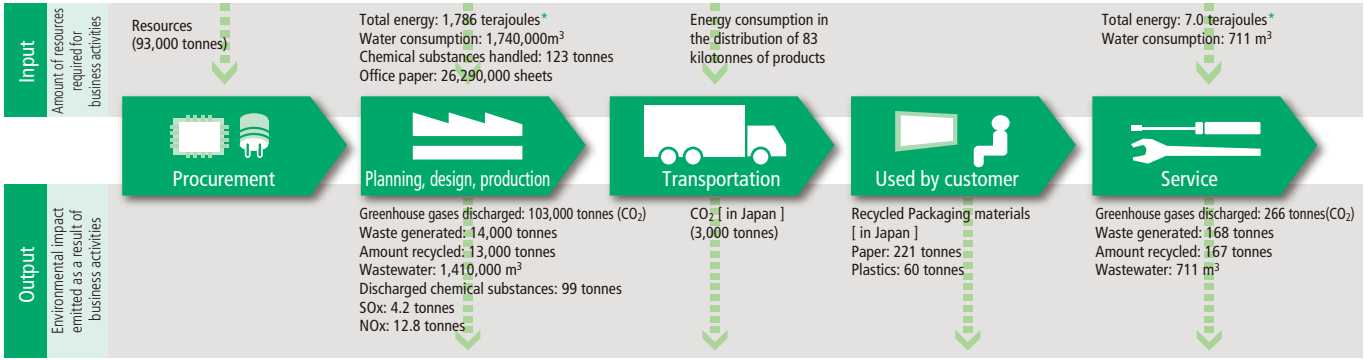 Input
Amount of resources
required for
business activities
Resources
(93,000 tonnes)
Total energy: 1,786 terajoules*
Water consumption: 1,740,000m³
Chemical substances handled: 123 tonnes
Office paper: 26,290,000 sheets
Energy consumption in
the distribution of 83
kilotonnes of products
Total energy: 7.0 terajoules*
Water consumption: 711 m³
Procurement
Planning, design, production
Transportation
Used by customer
Service
Output
Environmental impact
emitted as a result of
business activities
Greenhouse gases discharged: 103,000 tonnes (CO₂)
Waste generated: 14,000 tonnes
Amount recycled: 13,000 tonnes
Wastewater: 1,410,000 m³
Discharged chemical substances: 99 tonnes
SOx: 4.2 tonnes
NOx: 12.8 tonnes
CO₂ [ in Japan ]
(3,000 tonnes)
Recycled Packaging materials
[ in Japan ]
Paper: 221 tonnes
Plastics: 60 tonnes
Greenhouse gases discharged: 266 tonnes(CO₂)
Waste generated: 168 tonnes
Amount recycled: 167 tonnes
Wastewater: 711 m³